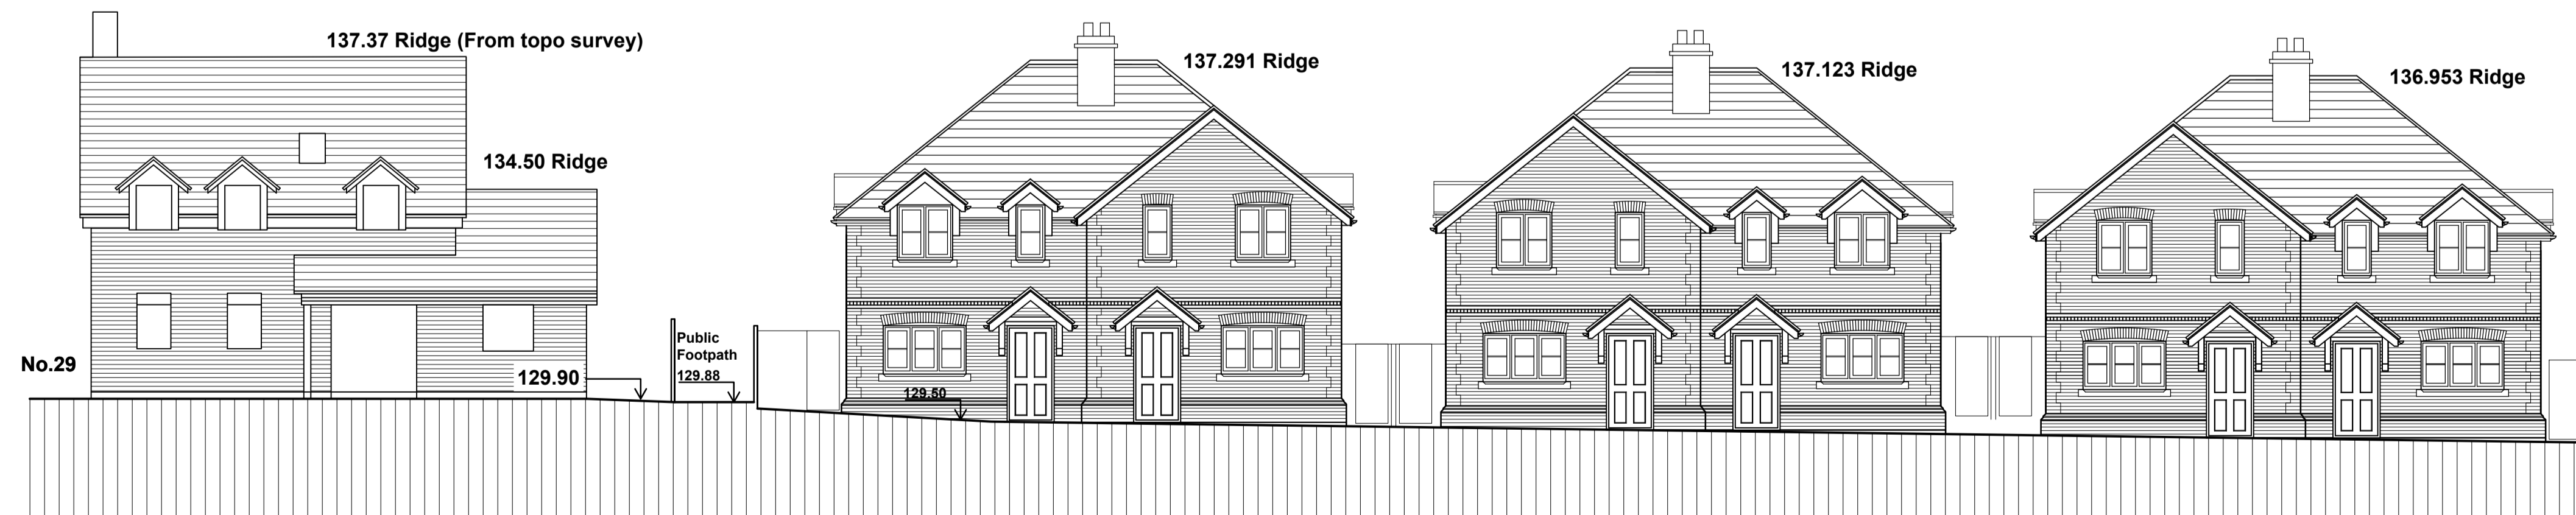 137.37 Ridge (From topo survey)
137.291 Ridge
137.123 Ridge
136.953 Ridge
134.50 Ridge
Public
Footpath
129.88
No.29
129.90
129.50